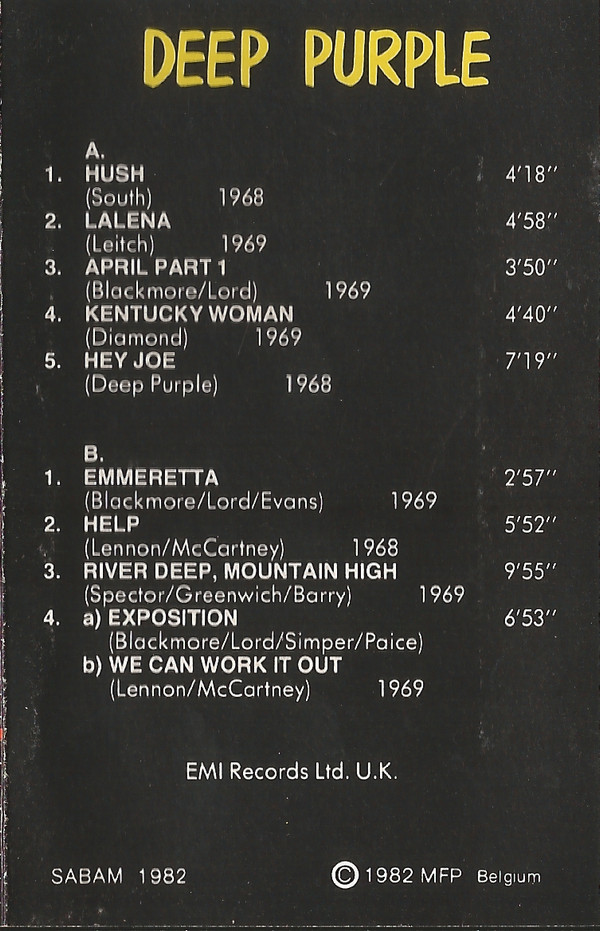 DEEP PURPLE
A.
1. HUSH 4'18''
(South) 1968
2. LALENA 4'58''
(Leitch) 1969
3. APRIL PART 1 3'50''
(Blackmore/Lord) 1969
4. KENTUCKY WOMAN 4'40''
(Diamond) 1969
5. HEY JOE 7'19''
(Deep Purple) 1968
B.
1. EMMERETTA 2'57''
(Blackmore/Lord/Evans) 1969
2. HELP 5'52''
(Lennon/McCartney) 1968
3. RIVER DEEP, MOUNTAIN HIGH 9'55''
(Spector/Greenwich/Barry) 1969
4. a) EXPOSITION 6'53''
(Blackmore/Lord/Simper/Paice)
b) WE CAN WORK IT OUT
(Lennon/McCartney) 1969
EMI Records Ltd. U.K.
SABAM 1982 © 1982 MFP Belgium